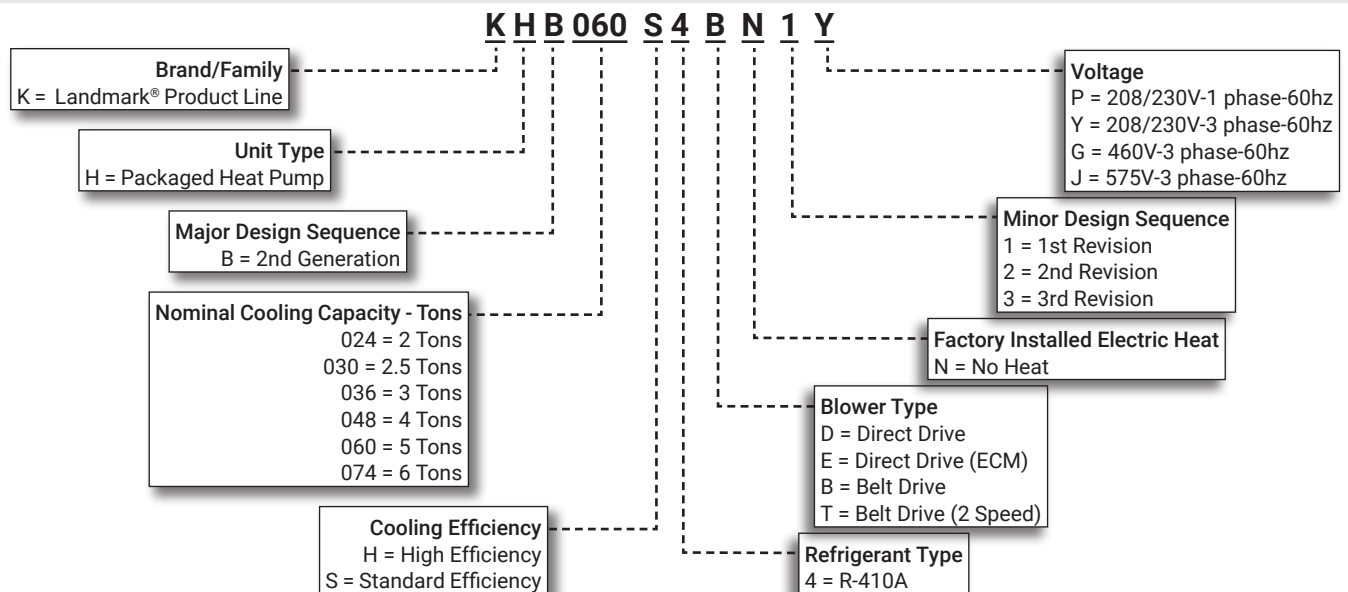 K H B 060 S 4 B N 1 Y
Brand/Family
K = Landmark® Product Line
Unit Type
H = Packaged Heat Pump
Major Design Sequence
B = 2nd Generation
Nominal Cooling Capacity - Tons
024 = 2 Tons
030 = 2.5 Tons
036 = 3 Tons
048 = 4 Tons
060 = 5 Tons
074 = 6 Tons
Cooling Efficiency
H = High Efficiency
S = Standard Efficiency
Voltage
P = 208/230V-1 phase-60hz
Y = 208/230V-3 phase-60hz
G = 460V-3 phase-60hz
J = 575V-3 phase-60hz
Minor Design Sequence
1 = 1st Revision
2 = 2nd Revision
3 = 3rd Revision
Factory Installed Electric Heat
N = No Heat
Blower Type
D = Direct Drive
E = Direct Drive (ECM)
B = Belt Drive
T = Belt Drive (2 Speed)
Refrigerant Type
4 = R-410A